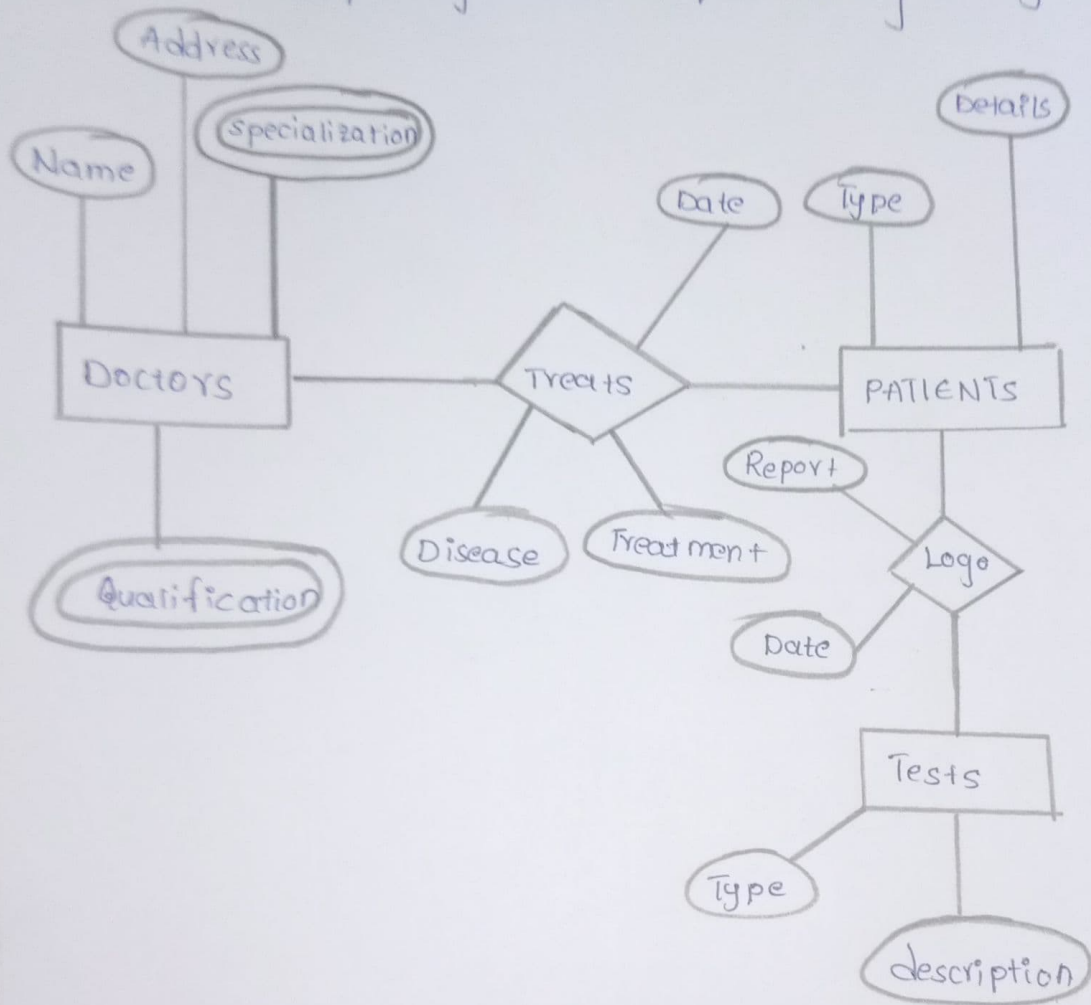 Address
Details
Specialization
Name
Date
Type
Doctors
Treats
PATIENTS
Report
Disease
Treatment
Logo
Qualification
Date
Tests
Type
description